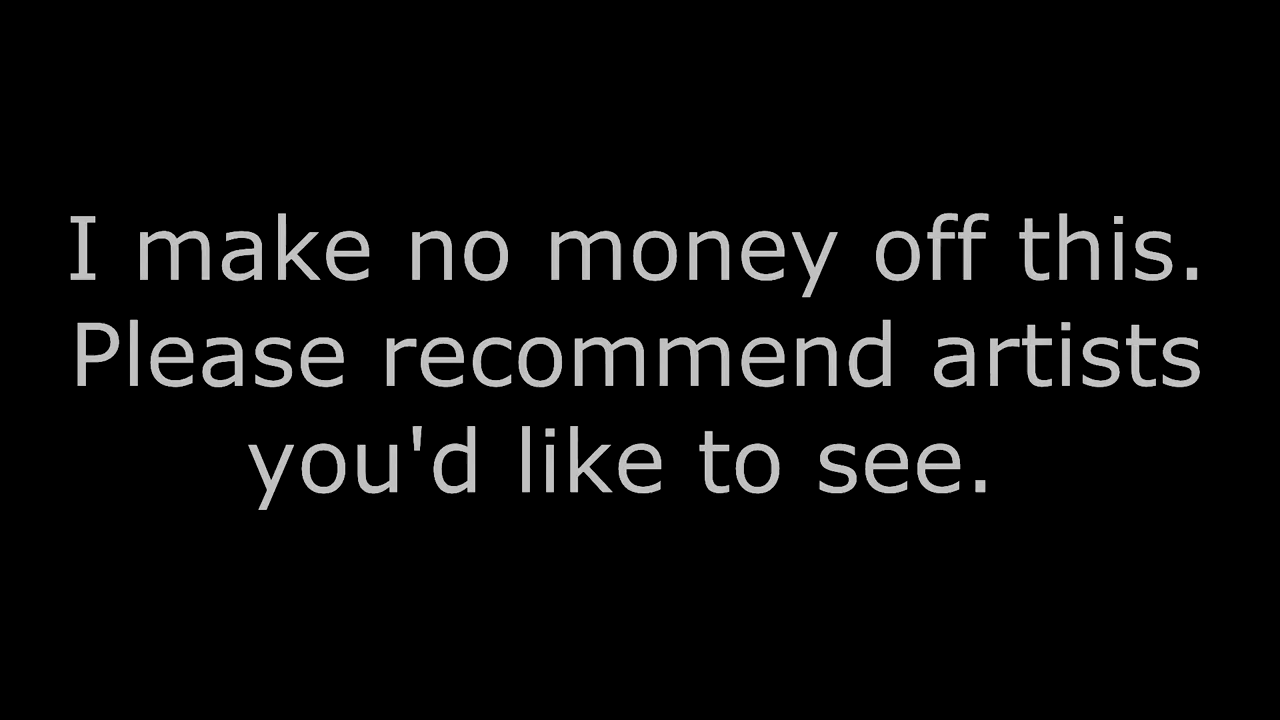 I make no money off this.
Please recommend artists
you'd like to see.